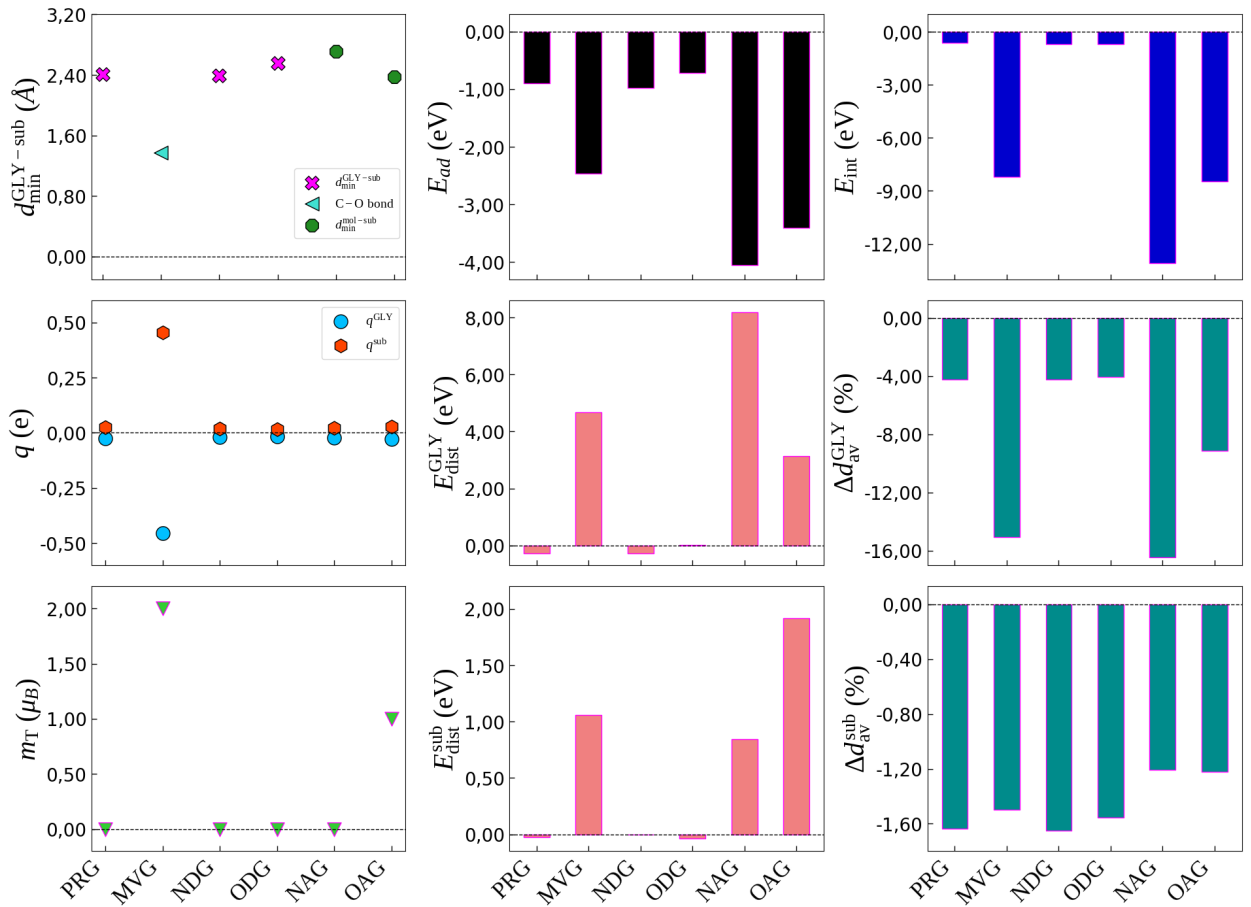 3,20
2,40
1,60
0,80
0,00
d_min^GLY−sub (Å)
d_min^GLY−sub
C−O bond
d_min^mol−sub
0,00
-1,00
-2,00
-3,00
-4,00
E_ad (eV)
0,00
-3,00
-6,00
-9,00
-12,00
E_int (eV)
0,50
0,25
0,00
-0,25
-0,50
q (e)
q^GLY
q^sub
8,00
6,00
4,00
2,00
0,00
E_dist^GLY (eV)
0,00
-4,00
-8,00
-12,00
-16,00
Δd_av^GLY (%)
2,00
1,00
0,00
m_T (μ_B)
PRG
MVG
NDG
ODG
NAG
OAG
2,00
1,50
1,00
0,50
0,00
E_dist^sub (eV)
PRG
MVG
NDG
ODG
NAG
OAG
0,00
-0,40
-0,80
-1,20
-1,60
Δd_av^sub (%)
PRG
MVG
NDG
ODG
NAG
OAG